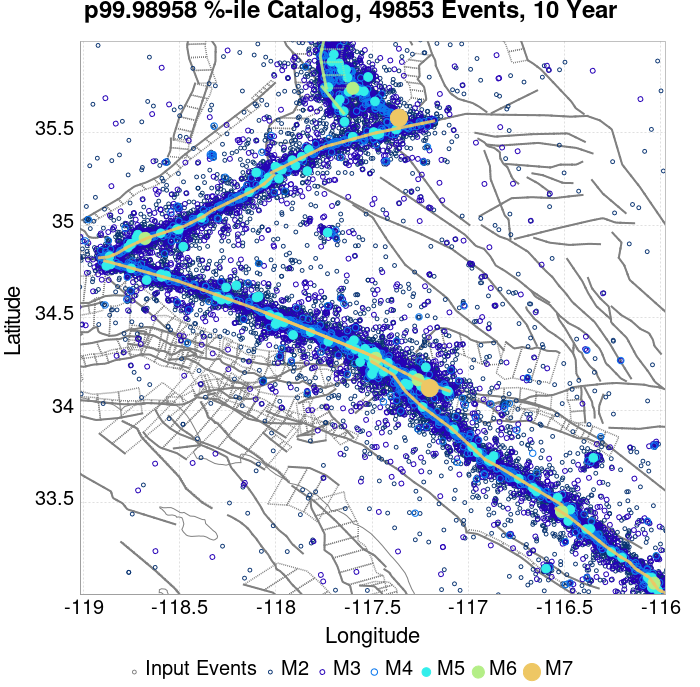 p99.98958 %-ile Catalog, 49853 Events, 10 Year
35.5
35
34.5
34
33.5
Latitude
-119 -118.5 -118 -117.5 -117 -116.5 -116
Longitude
Input Events M2 M3 M4 M5 M6 M7